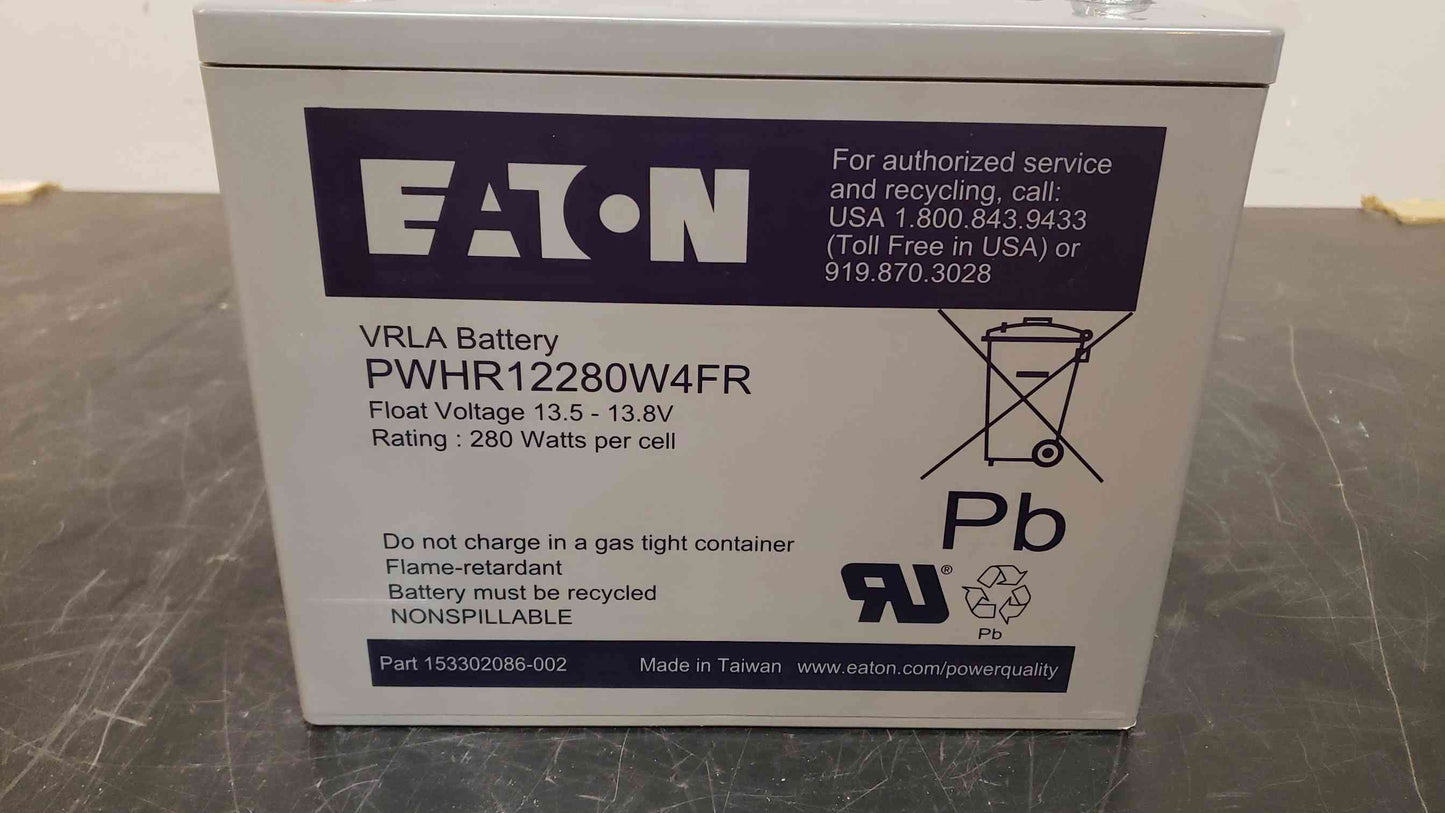 EATON
For authorized service
and recycling, call:
USA 1.800.843.9433
(Toll Free in USA) or
919.870.3028
VRLA Battery
PWHR12280W4FR
Float Voltage 13.5 - 13.8V
Rating : 280 Watts per cell
Pb
Do not charge in a gas tight container
Flame-retardant
Battery must be recycled
NONSPILLABLE
RU®
Pb
Part 153302086-002 Made in Taiwan www.eaton.com/powerquality